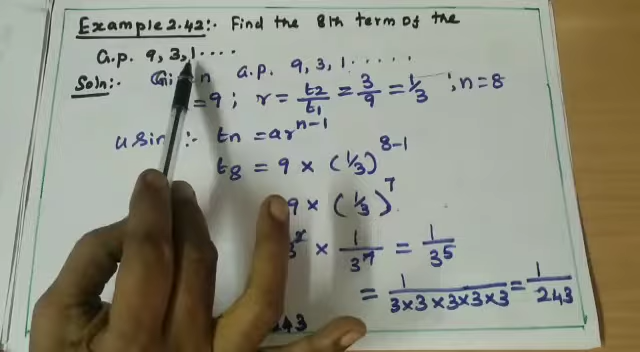 Example 2.42:- Find the 8th term of the
G.p. 9, 3, 1....
Soln:- G.p. 9, 3, 1.....
= 9 ; r = t2/t1 = 3/9 = 1/3 ; n = 8
tn = ar^n-1
t8 = 9 × (1/3)^8-1
9 × (1/3)^7
× 1/3^7 = 1/3^5
= 1/3×3×3×3×3 = 1/243